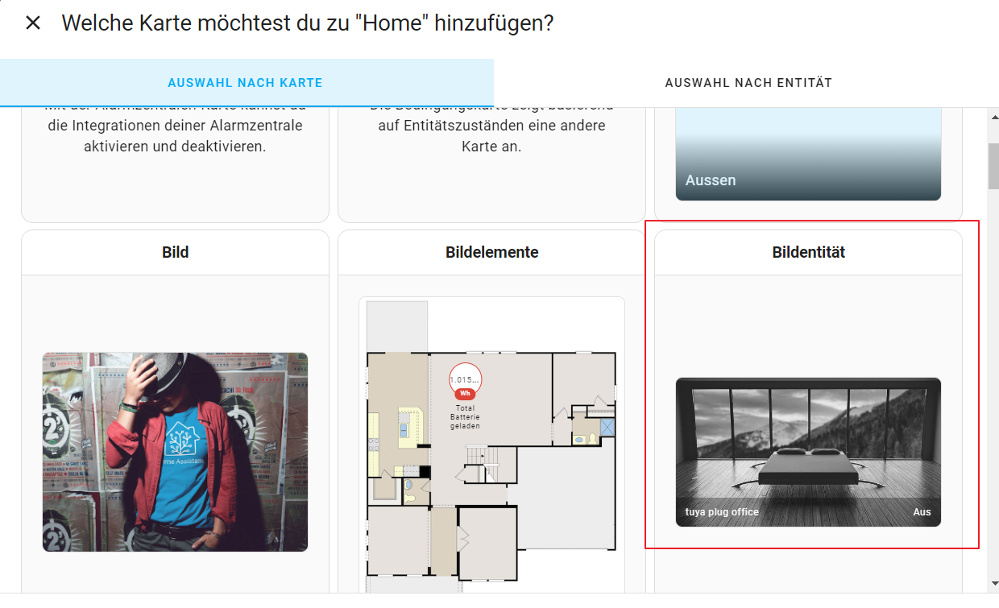 Welche Karte möchtest du zu "Home" hinzufügen?
AUSWAHL NACH KARTE
AUSWAHL NACH ENTITÄT
Mit der Alarmzentralen-Karte kannst du
die Integrationen deiner Alarmzentrale
aktivieren und deaktivieren.
Die Bedingungskarte zeigt basierend
auf Entitätszuständen eine andere
Karte an.
Aussen
Bild
Bildelemente
Bildentität
1.015...
Wh
Total
Batterie
geladen
me Assistan
tuya plug office
Aus